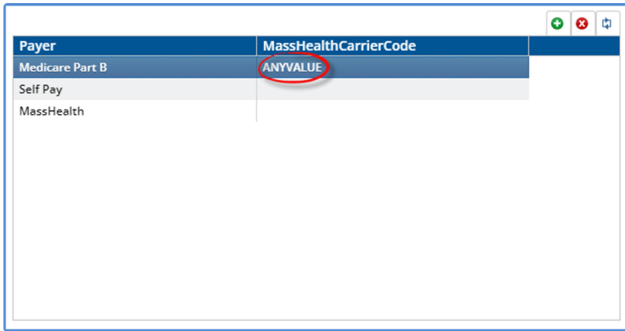 Payer MassHealthCarrierCode
Medicare Part B ANYVALUE
Self Pay
MassHealth